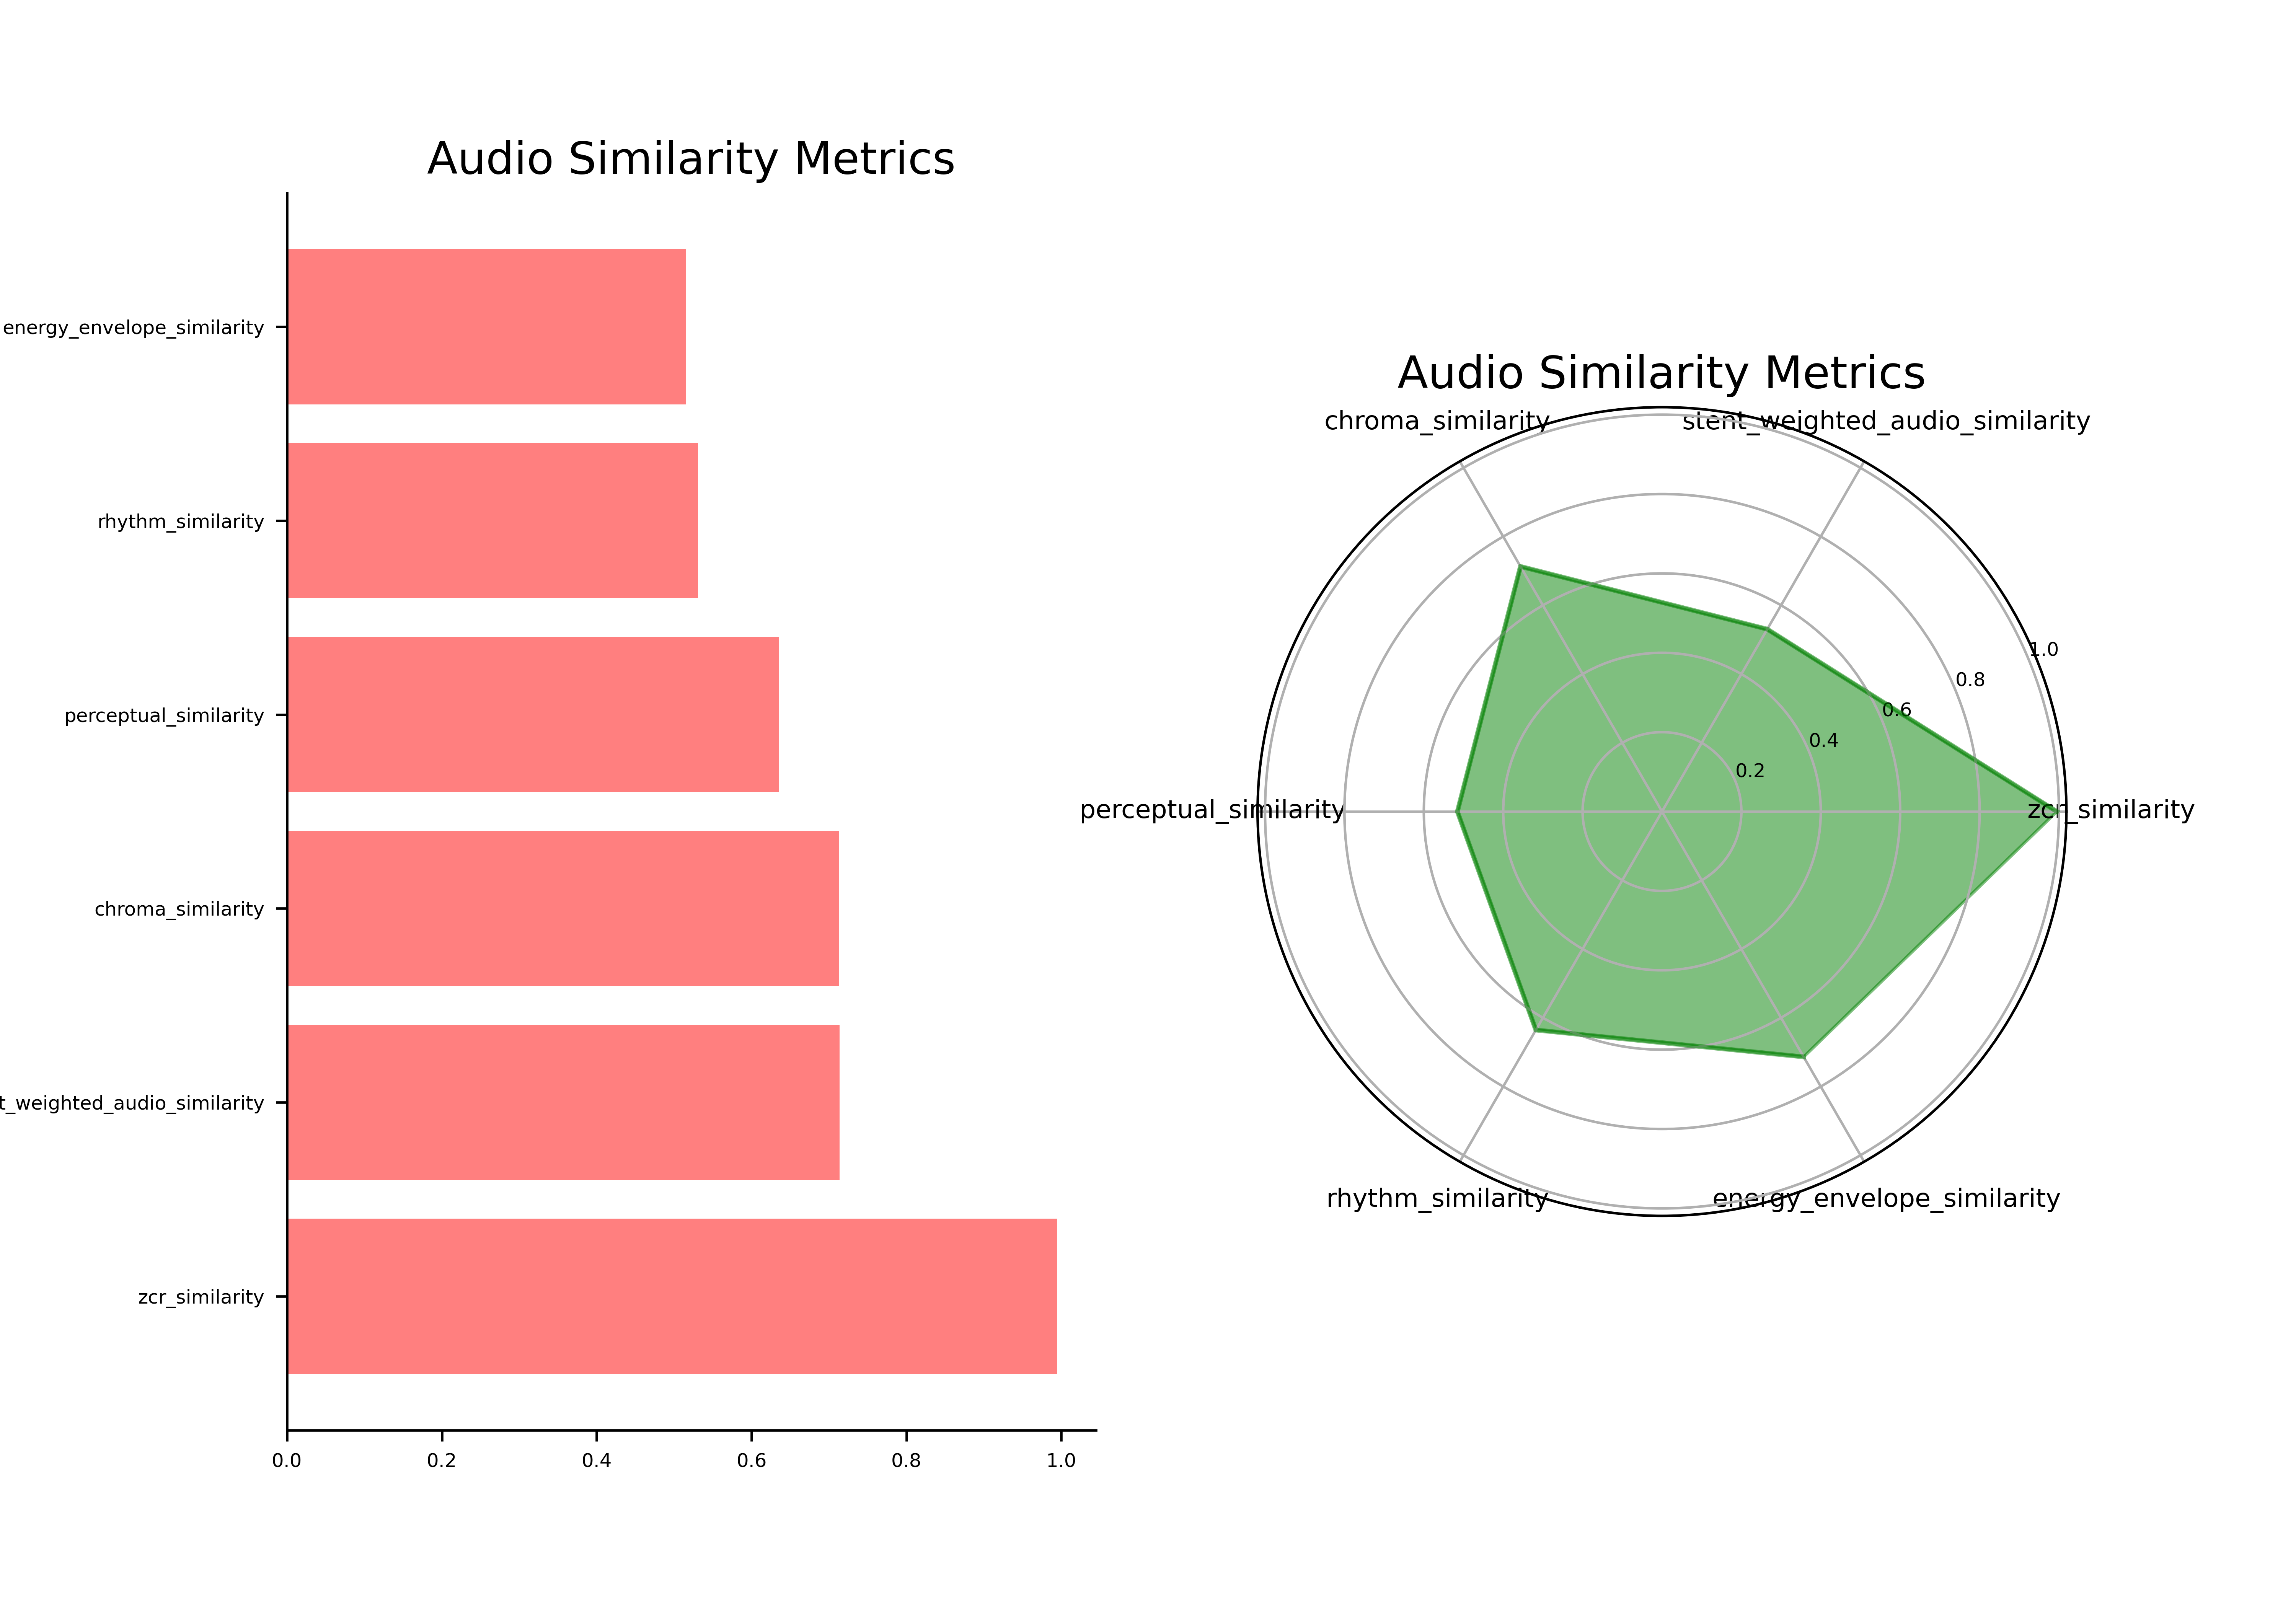 Audio Similarity Metrics
energy_envelope_similarity
rhythm_similarity
perceptual_similarity
chroma_similarity
t_weighted_audio_similarity
zcr_similarity
0.0 0.2 0.4 0.6 0.8 1.0
Audio Similarity Metrics
chroma_similarity
stent_weighted_audio_similarity
1.0
0.8
0.6
0.4
0.2
perceptual_similarity
zcr_similarity
rhythm_similarity
energy_envelope_similarity